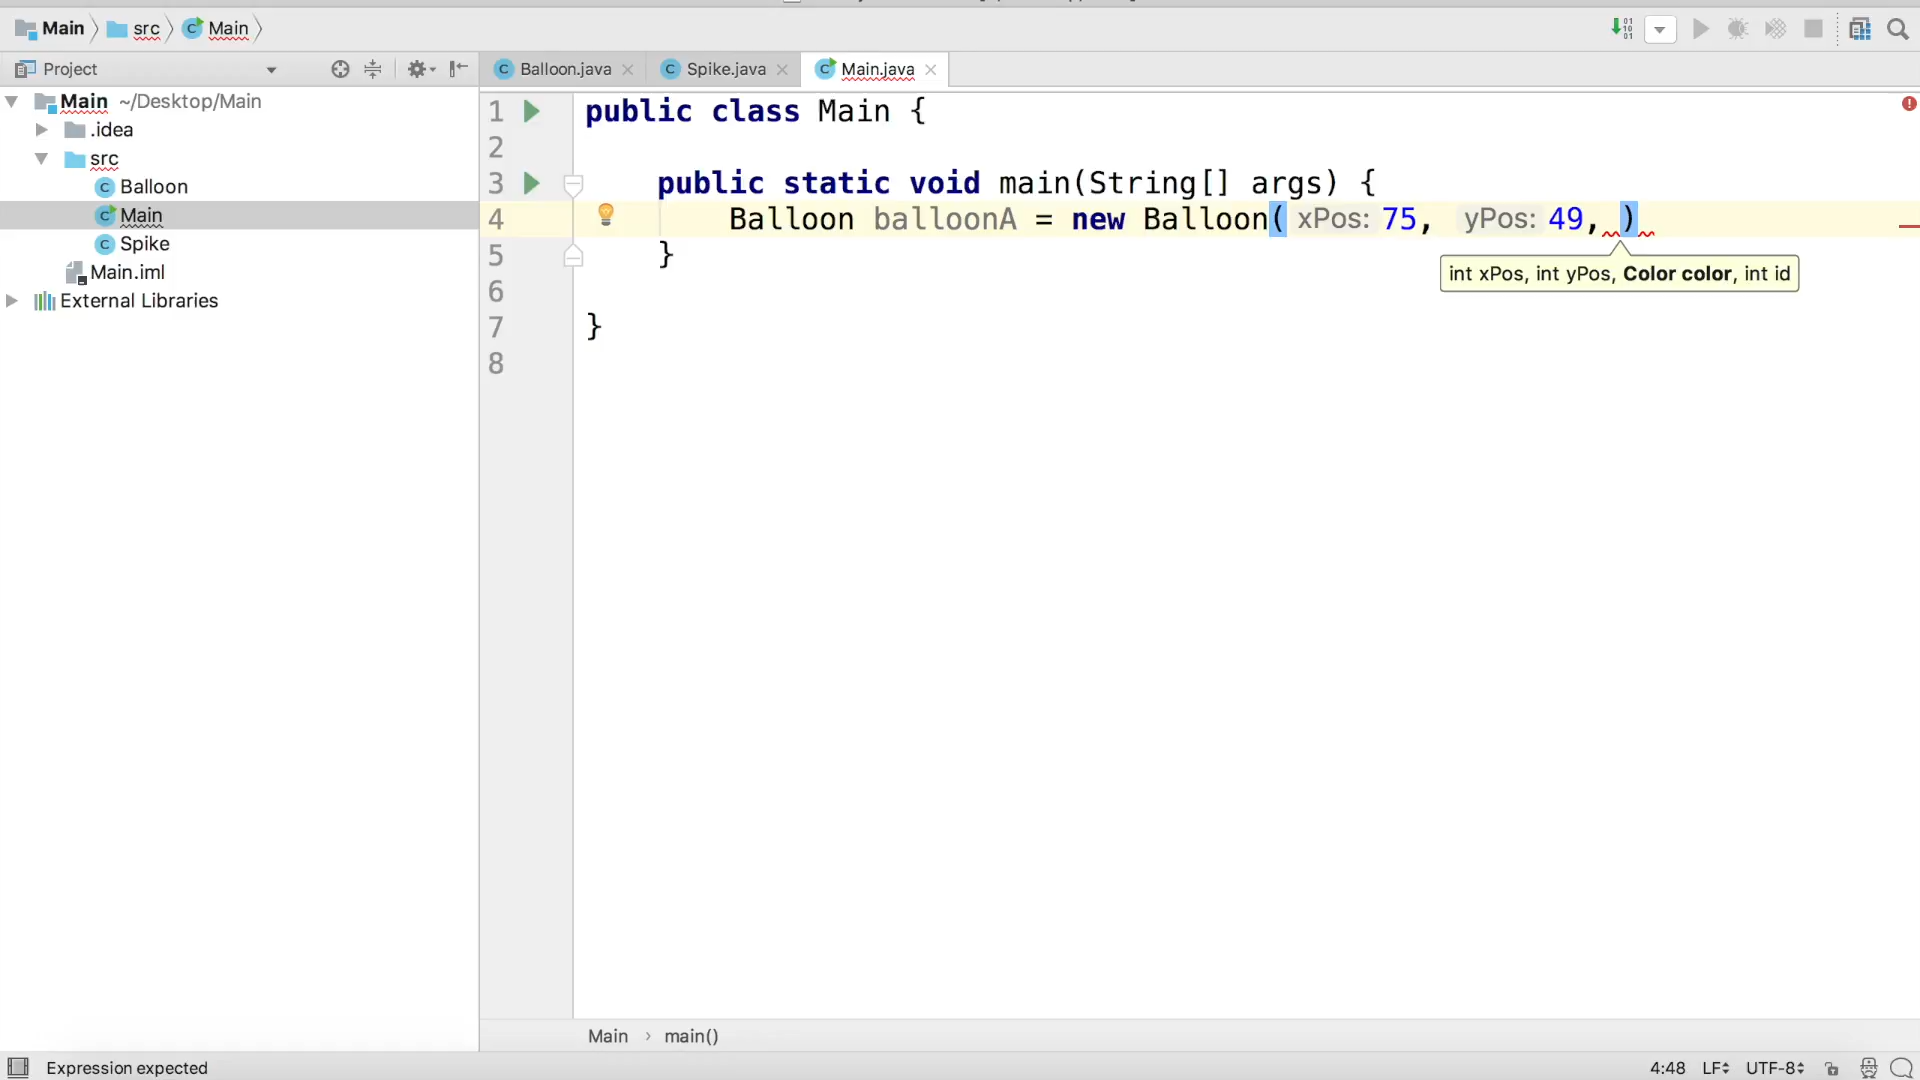 Main src Main
Project
Balloon.java Spike.java Main.java
Main ~/Desktop/Main
.idea
src
Balloon
Main
Spike
Main.iml
External Libraries
1 public class Main {
2
3 public static void main(String[] args) {
4 Balloon balloonA = new Balloon( xPos: 75, yPos: 49, )
int xPos, int yPos, Color color, int id
5 }
6
7 }
8
Main › main()
Expression expected 4:48 LF UTF-8